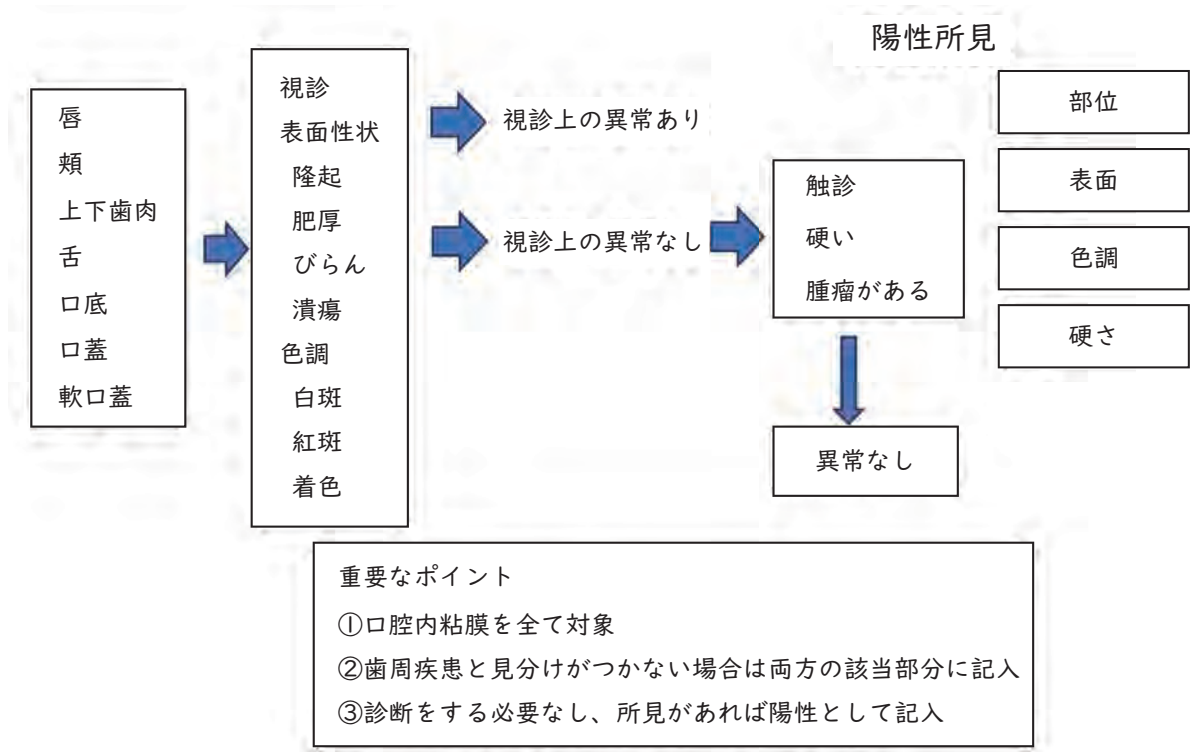 唇
頬
上下歯肉
舌
口底
口蓋
軟口蓋
視診
表面性状
隆起
肥厚
びらん
潰瘍
色調
白斑
紅斑
着色
視診上の異常あり
視診上の異常なし
触診
硬い
腫瘤がある
異常なし
陽性所見
部位
表面
色調
硬さ
重要なポイント
①口腔内粘膜を全て対象
②歯周疾患と見分けがつかない場合は両方の該当部分に記入
③診断をする必要なし、所見があれば陽性として記入